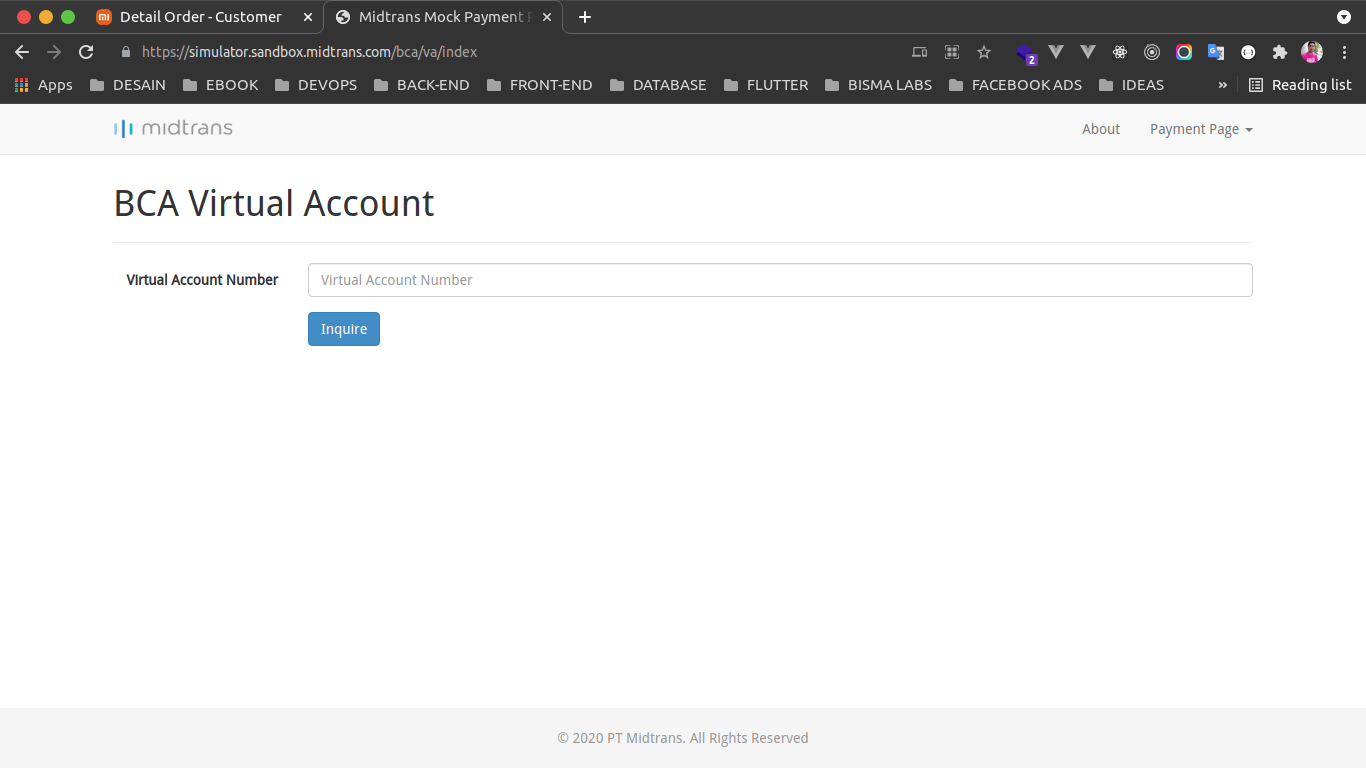 Detail Order - Customer
Midtrans Mock Payment P
https://simulator.sandbox.midtrans.com/bca/va/index
2
Apps DESAIN EBOOK DEVOPS BACK-END FRONT-END DATABASE FLUTTER BISMA LABS FACEBOOK ADS IDEAS » Reading list
midtrans About Payment Page
BCA Virtual Account
Virtual Account Number Virtual Account Number
Inquire
© 2020 PT Midtrans. All Rights Reserved